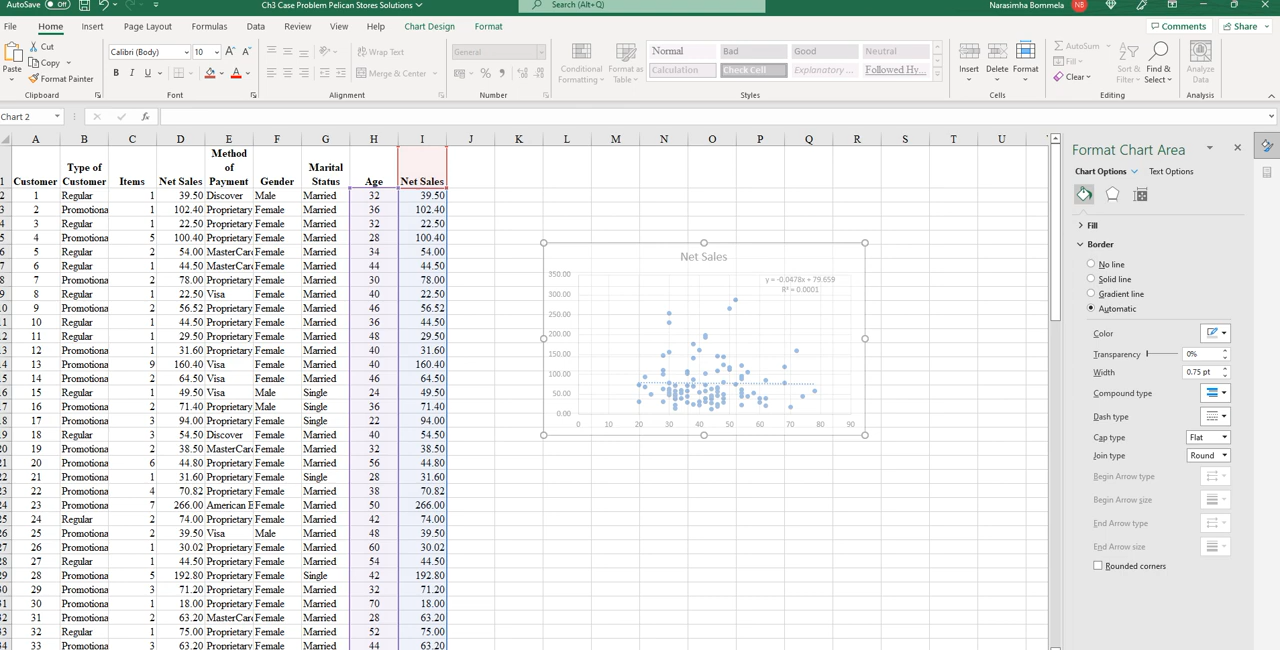 AutoSave Off Ch3 Case Problem Pelican Stores Solutions Search (Alt+Q) Narasimha Bommela NB
File Home Insert Page Layout Formulas Data Review View Help Chart Design Format Comments Share
Paste Cut Copy Format Painter Calibri (Body) 10 Wrap Text Merge & Center General Conditional Formatting Format as Table Normal Bad Good Neutral Calculation Check Cell Explanatory ... Followed Hy... Insert Delete Format AutoSum Fill Clear Sort & Filter Find & Select Analyze Data
Clipboard Font Alignment Number Styles Cells Editing Analysis
Chart 2 fx
A B C D E F G H I J K L M N O P Q R S T U
Customer Type of Customer Items Net Sales Method of Payment Gender Marital Status Age Net Sales
1 Regular 1 39.50 Discover Male Married 32 39.50
2 Promotiona 1 102.40 Proprietary Female Married 36 102.40
3 Regular 1 22.50 Proprietary Female Married 32 22.50
4 Promotiona 5 100.40 Proprietary Female Married 28 100.40
5 Regular 2 54.00 MasterCar Female Married 34 54.00
6 Regular 1 44.50 MasterCar Female Married 44 44.50
7 Promotiona 2 78.00 Proprietary Female Married 30 78.00
8 Regular 1 22.50 Visa Female Married 40 22.50
9 Promotiona 2 56.52 Proprietary Female Married 46 56.52
10 Regular 1 44.50 Proprietary Female Married 36 44.50
11 Regular 1 29.50 Proprietary Female Married 48 29.50
12 Promotiona 1 31.60 Proprietary Female Married 40 31.60
13 Promotiona 9 160.40 Visa Female Married 40 160.40
14 Promotiona 2 64.50 Visa Female Married 46 64.50
15 Regular 1 49.50 Visa Male Single 24 49.50
16 Promotiona 2 71.40 Proprietary Male Single 36 71.40
17 Promotiona 3 94.00 Proprietary Female Single 22 94.00
18 Regular 3 54.50 Discover Female Married 40 54.50
19 Promotiona 2 38.50 MasterCar Female Married 32 38.50
20 Promotiona 6 44.80 Proprietary Female Married 56 44.80
21 Promotiona 1 31.60 Proprietary Female Single 28 31.60
22 Promotiona 4 70.82 Proprietary Female Married 38 70.82
23 Promotiona 7 266.00 American E Female Married 50 266.00
24 Regular 2 74.00 Proprietary Female Married 42 74.00
25 Promotiona 2 39.50 Visa Male Married 48 39.50
26 Promotiona 1 30.02 Proprietary Female Married 60 30.02
27 Regular 1 44.50 Proprietary Female Married 54 44.50
28 Promotiona 5 192.80 Proprietary Female Single 42 192.80
29 Promotiona 3 71.20 Proprietary Female Married 32 71.20
30 Promotiona 1 18.00 Proprietary Female Married 70 18.00
31 Promotiona 2 63.20 MasterCar Female Married 28 63.20
32 Regular 1 75.00 Proprietary Female Married 52 75.00
33 Promotiona 3 63.20 Proprietary Female Married 44 63.20
Net Sales
y = -0.0478x + 79.659
R² = 0.0001
350.00
300.00
250.00
200.00
150.00
100.00
50.00
0.00
0 10 20 30 40 50 60 70 80 90
Format Chart Area
Chart Options Text Options
Fill
Border
No line
Solid line
Gradient line
Automatic
Color
Transparency 0%
Width 0.75 pt
Compound type
Dash type
Cap type Flat
Join type Round
Begin Arrow type
Begin Arrow size
End Arrow type
End Arrow size
Rounded corners